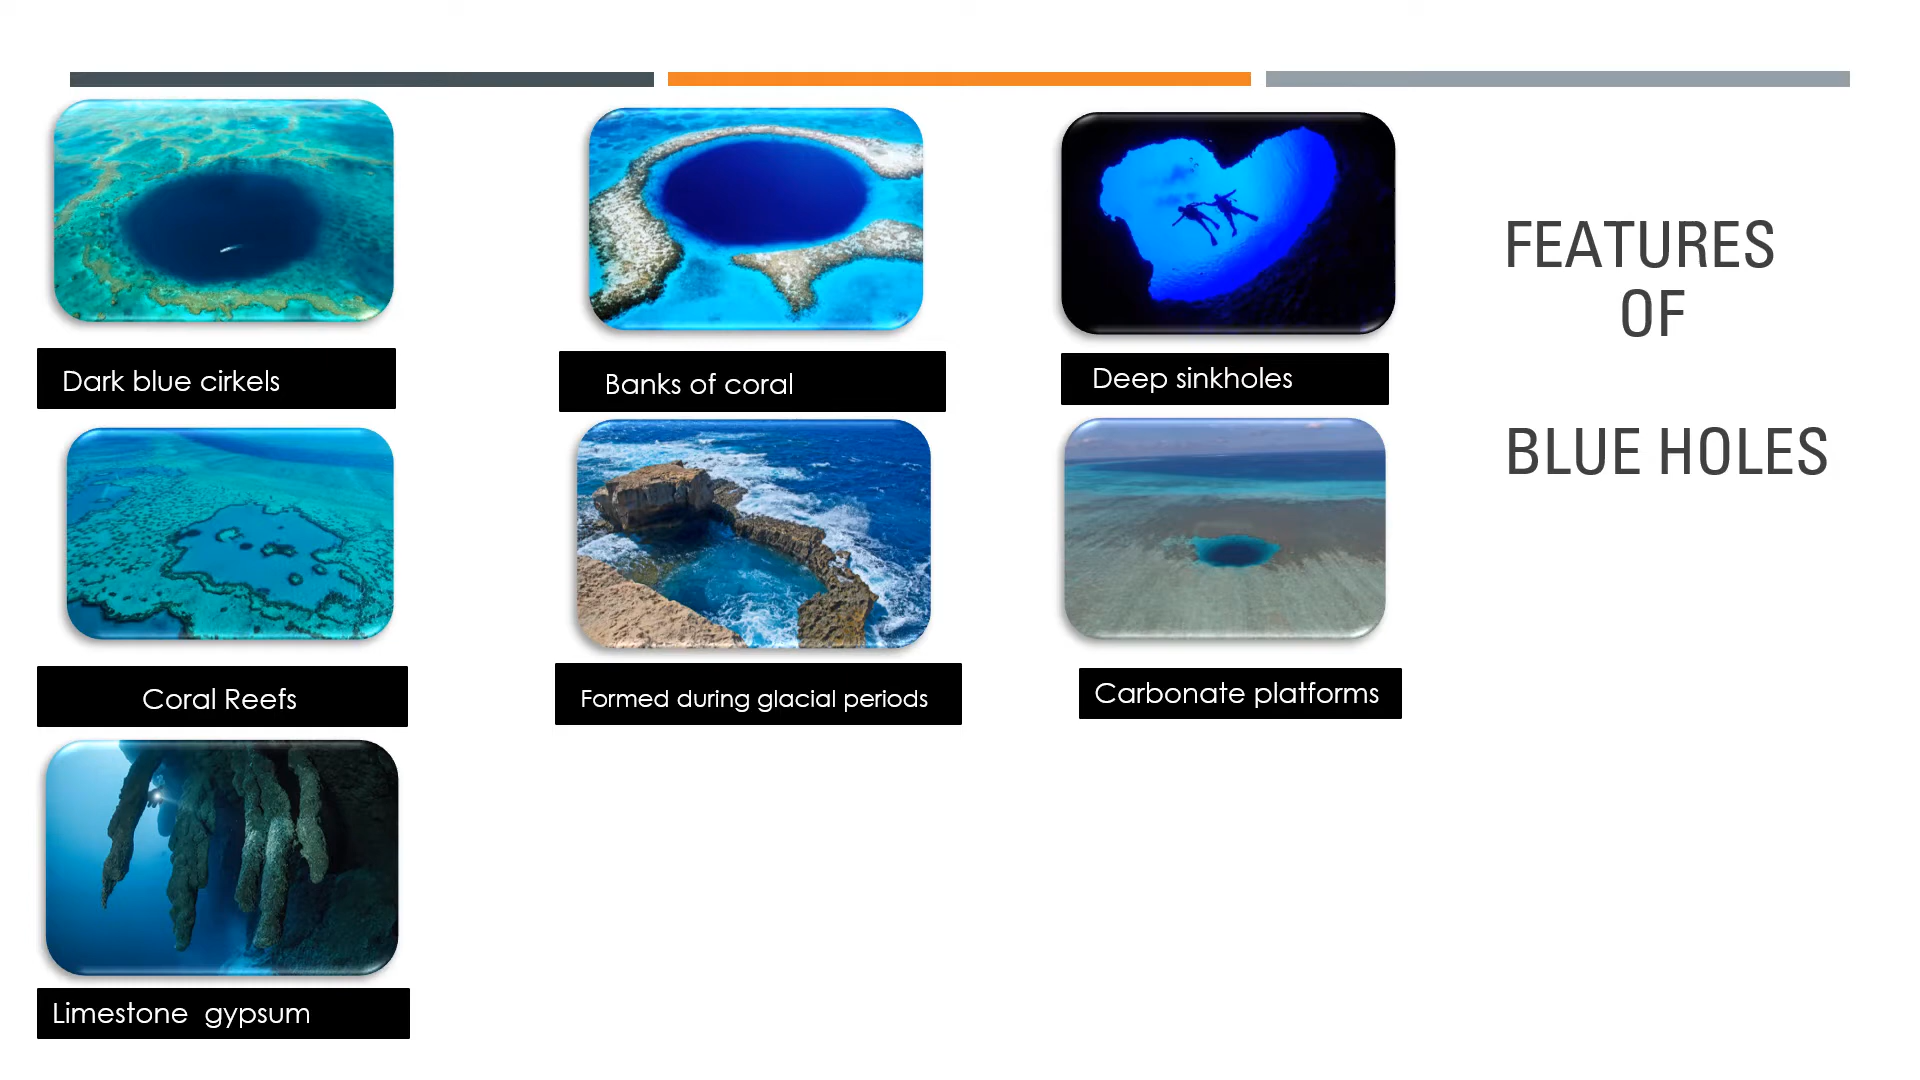 FEATURES
OF
BLUE HOLES
Dark blue cirkels
Banks of coral
Deep sinkholes
Coral Reefs
Formed during glacial periods
Carbonate platforms
Limestone gypsum